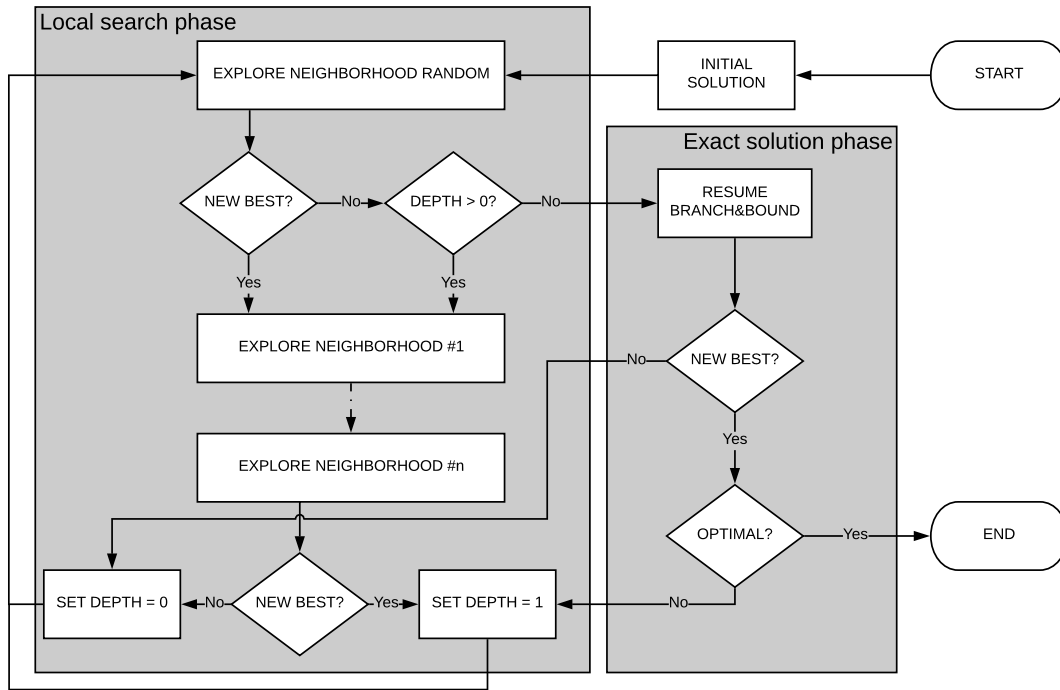 Local search phase
EXPLORE NEIGHBORHOOD RANDOM
INITIAL
SOLUTION
START
Exact solution phase
NEW BEST?
No
DEPTH > 0?
No
RESUME
BRANCH&BOUND
Yes
Yes
EXPLORE NEIGHBORHOOD #1
No
NEW BEST?
Yes
EXPLORE NEIGHBORHOOD #n
OPTIMAL?
Yes
END
SET DEPTH = 0
No
NEW BEST?
Yes
SET DEPTH = 1
No